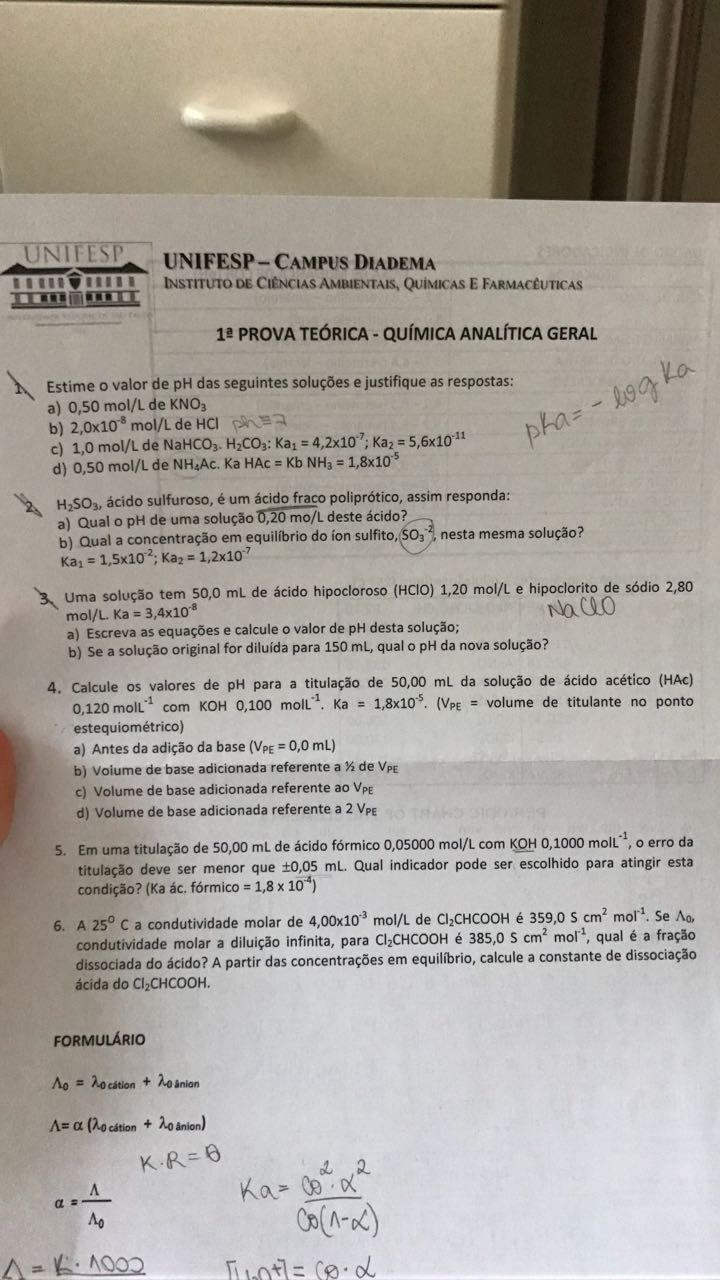 UNIFESP
UNIFESP – CAMPUS DIADEMA
INSTITUTO DE CIÊNCIAS AMBIENTAIS, QUÍMICAS E FARMACÊUTICAS
1ª PROVA TEÓRICA - QUÍMICA ANALÍTICA GERAL
pKa = - log Ka
1. Estime o valor de pH das seguintes soluções e justifique as respostas:
a) 0,50 mol/L de KNO₃
b) 2,0x10⁻⁸ mol/L de HCl ph = 7
c) 1,0 mol/L de NaHCO₃. H₂CO₃: Ka₁ = 4,2x10⁻⁷; Ka₂ = 5,6x10⁻¹¹
d) 0,50 mol/L de NH₄Ac. Ka HAc = Kb NH₃ = 1,8x10⁻⁵
2. H₂SO₃, ácido sulfuroso, é um ácido fraco poliprótico, assim responda:
a) Qual o pH de uma solução 0,20 mo/L deste ácido?
b) Qual a concentração em equilíbrio do íon sulfito, SO₃⁻², nesta mesma solução?
Ka₁ = 1,5x10⁻²; Ka₂ = 1,2x10⁻⁷
3. Uma solução tem 50,0 mL de ácido hipocloroso (HClO) 1,20 mol/L e hipoclorito de sódio 2,80
mol/L. Ka = 3,4x10⁻⁸ NaClO
a) Escreva as equações e calcule o valor de pH desta solução;
b) Se a solução original for diluída para 150 mL, qual o pH da nova solução?
4. Calcule os valores de pH para a titulação de 50,00 mL da solução de ácido acético (HAc)
0,120 molL⁻¹ com KOH 0,100 molL⁻¹. Ka = 1,8x10⁻⁵. (VPE = volume de titulante no ponto
estequiométrico)
a) Antes da adição da base (VPE = 0,0 mL)
b) Volume de base adicionada referente a ½ de VPE
c) Volume de base adicionada referente ao VPE
d) Volume de base adicionada referente a 2 VPE
5. Em uma titulação de 50,00 mL de ácido fórmico 0,05000 mol/L com KOH 0,1000 molL⁻¹, o erro da
titulação deve ser menor que ±0,05 mL. Qual indicador pode ser escolhido para atingir esta
condição? (Ka ác. fórmico = 1,8 x 10⁻⁴)
6. A 25⁰ C a condutividade molar de 4,00x10⁻³ mol/L de Cl₂CHCOOH é 359,0 S cm² mol⁻¹. Se Λ₀,
condutividade molar a diluição infinita, para Cl₂CHCOOH é 385,0 S cm² mol⁻¹, qual é a fração
dissociada do ácido? A partir das concentrações em equilíbrio, calcule a constante de dissociação
ácida do Cl₂CHCOOH.
FORMULÁRIO
Λ₀ = λ₀ cátion + λ₀ ânion
Λ= α (λ₀ cátion + λ₀ ânion)
K.R = θ
α = Λ / Λ₀
Ka = Co² . α² / Co(1-α)
Λ = K . 1000
[H₃O+] = Co . α